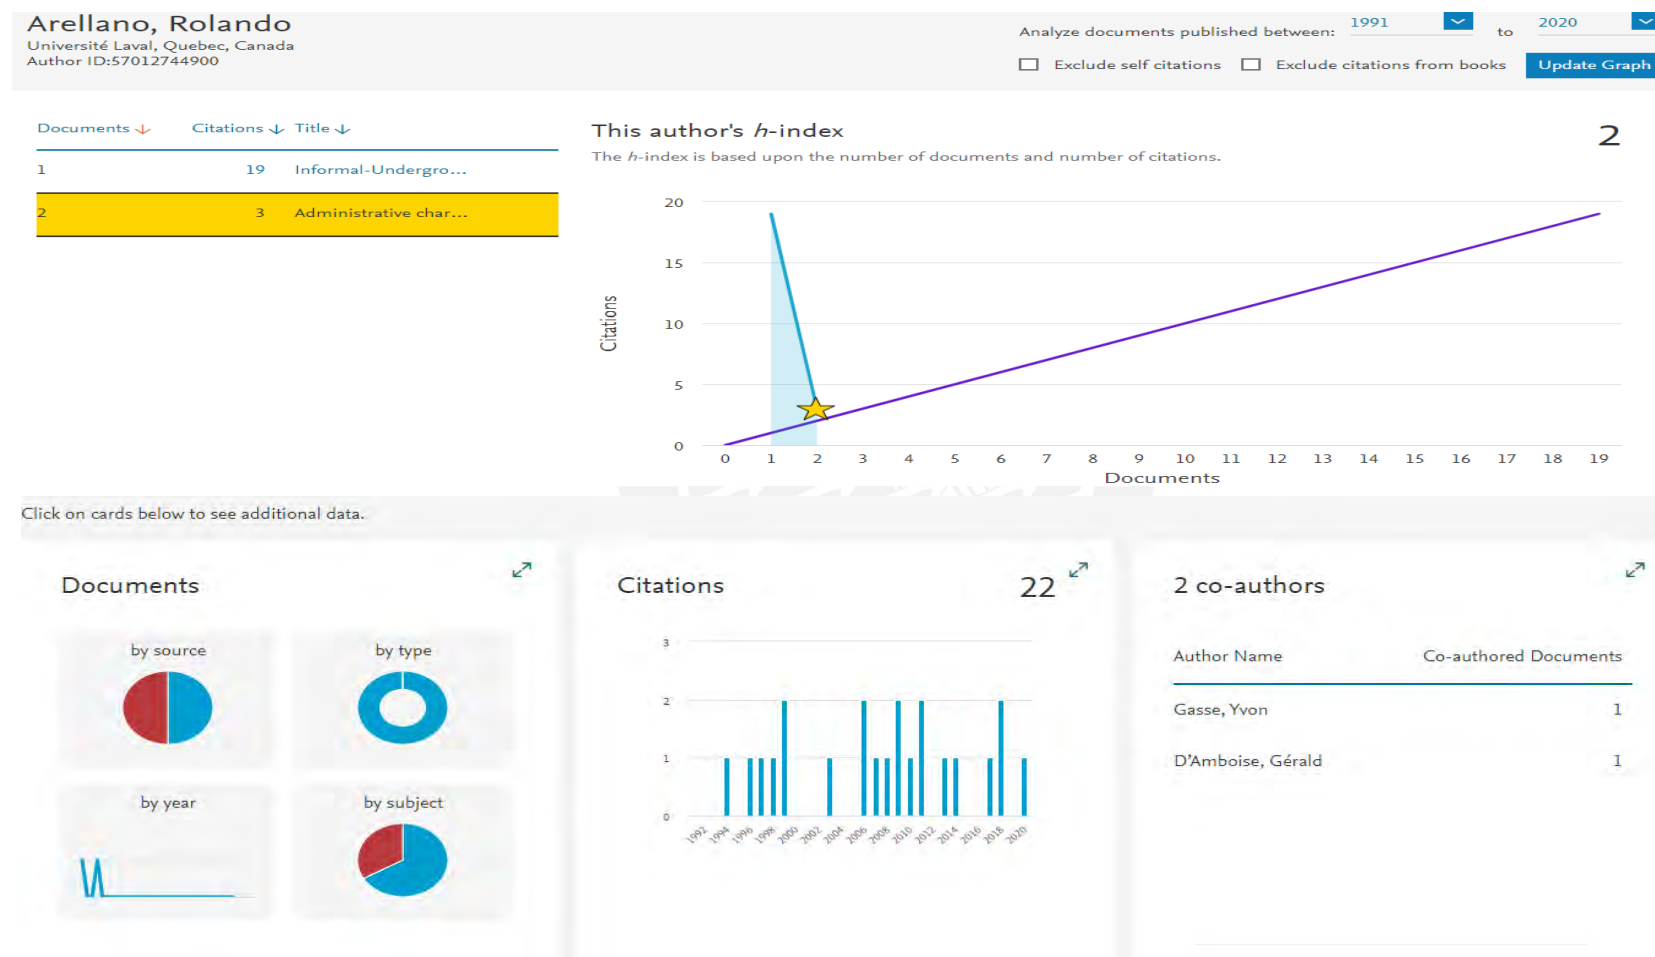 Arellano, Rolando
Université Laval, Quebec, Canada
Author ID:57012744900
Analyze documents published between: 1991 to 2020
Exclude self citations Exclude citations from books Update Graph
Documents Citations Title
1 19 Informal-Undergro...
2 3 Administrative char...
This author's h-index 2
The h-index is based upon the number of documents and number of citations.
20
15
10
5
0
Citations
0 1 2 3 4 5 6 7 8 9 10 11 12 13 14 15 16 17 18 19
Documents
Click on cards below to see additional data.
Documents
by source by type
by year by subject
Citations 22
3
2
1
0
1992 1994 1996 1998 2000 2002 2004 2006 2008 2010 2012 2014 2016 2018 2020
2 co-authors
Author Name Co-authored Documents
Gasse, Yvon 1
D'Amboise, Gérald 1